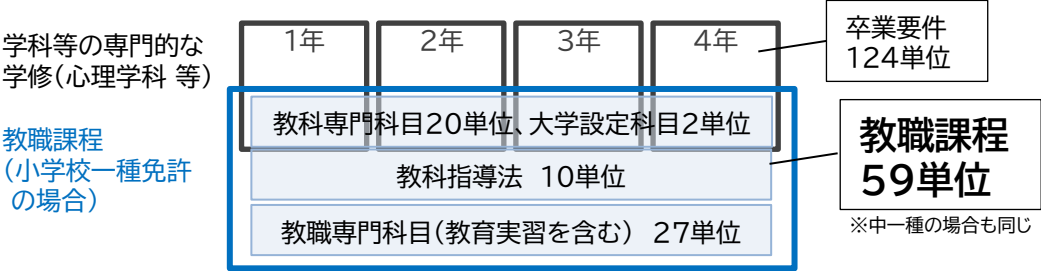 学科等の専門的な
学修(心理学科 等)
1年
2年
3年
4年
卒業要件
124単位
教職課程
(小学校一種免許
の場合)
教科専門科目20単位、大学設定科目2単位
教科指導法 10単位
教職専門科目(教育実習を含む) 27単位
教職課程
59単位
※中一種の場合も同じ